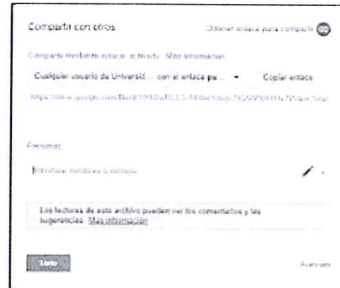 Compartir con otros
Obtener enlace para compartir
Compartir mediante enlace activado Más información
Cualquier usuario de Universid... con el enlace pu...
Copiar enlace
Personas
Introduce nombres o correos
Los lectores de este archivo pueden ver los comentarios y las
sugerencias. Más información
Listo
Avanzado